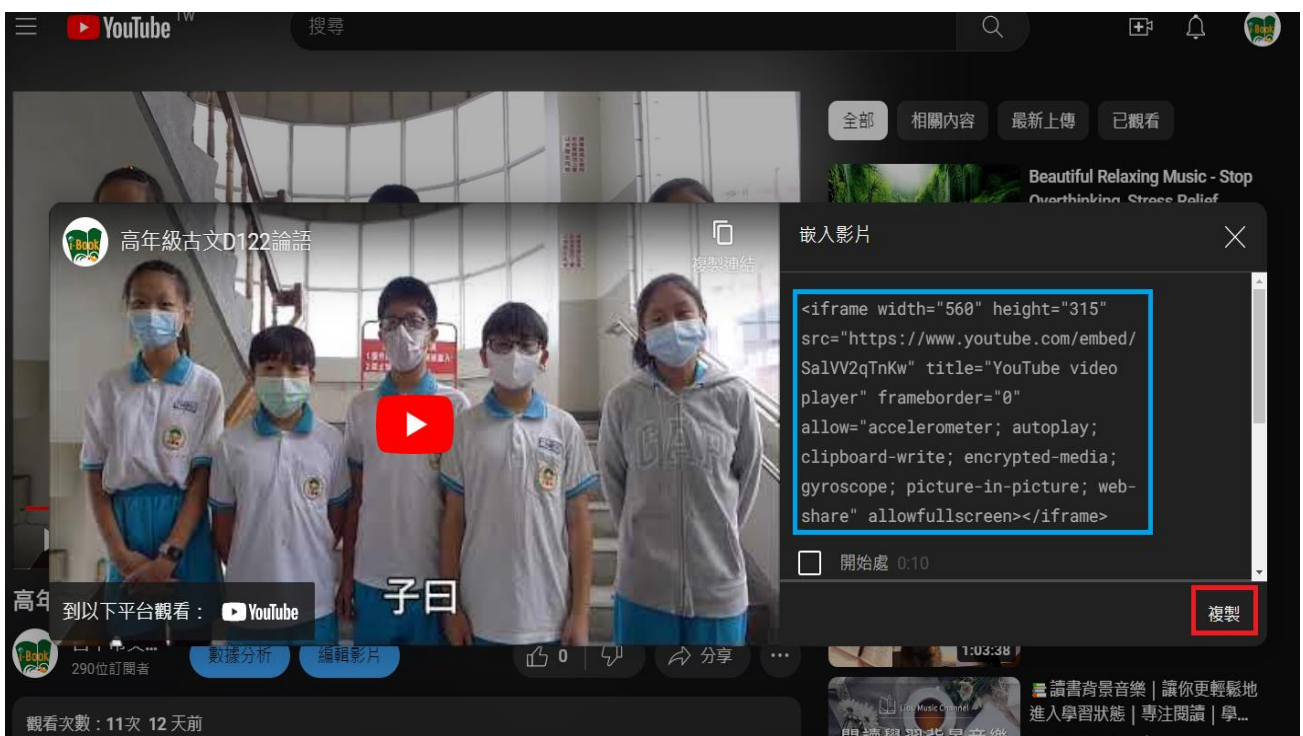 YouTube TW
搜尋
全部
相關內容
最新上傳
已觀看
Beautiful Relaxing Music - Stop
Overthinking, Stress Relief
i-Book
高年級古文D122論語
複製連結
GAP
子曰
到以下平台觀看： YouTube
嵌入影片
<iframe width="560" height="315"
src="https://www.youtube.com/embed/
SalVV2qTnKw" title="YouTube video
player" frameborder="0"
allow="accelerometer; autoplay;
clipboard-write; encrypted-media;
gyroscope; picture-in-picture; web-
share" allowfullscreen></iframe>
開始處 0:10
複製
高年
290位訂閱者
數據分析
編輯影片
0
分享
1:03:38
讀書背景音樂 | 讓你更輕鬆地
進入學習狀態 | 專注閱讀 | 學...
觀看次數：11次 12 天前